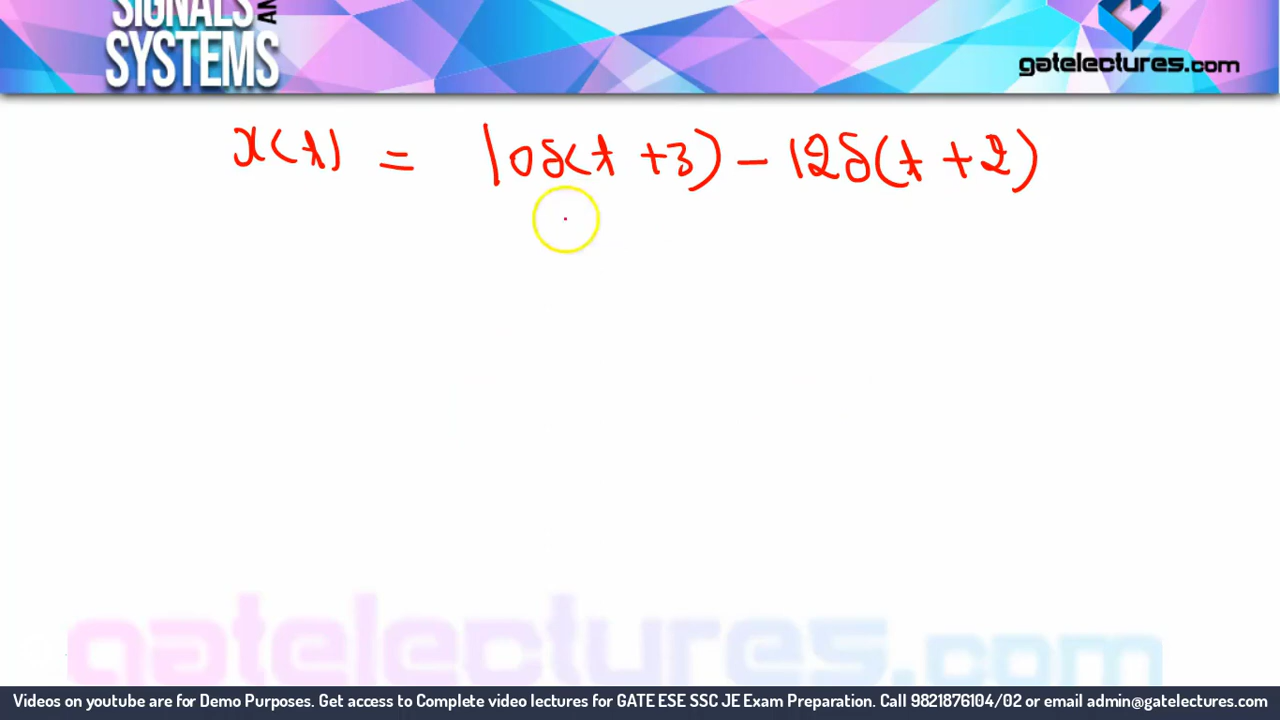 SIGNALS AND
SYSTEMS
gatelectures.com
x(t) = 10δ(t+3) - 12δ(t+2)
gatelectures.com
Videos on youtube are for Demo Purposes. Get access to Complete video lectures for GATE ESE SSC JE Exam Preparation. Call 9821876104/02 or email admin@gatelectures.com